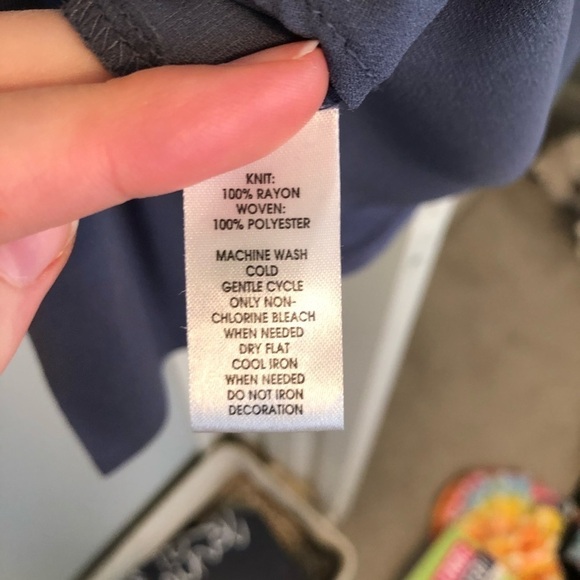 KNIT:
100% RAYON
WOVEN:
100% POLYESTER
MACHINE WASH
COLD
GENTLE CYCLE
ONLY NON-
CHLORINE BLEACH
WHEN NEEDED
DRY FLAT
COOL IRON
WHEN NEEDED
DO NOT IRON
DECORATION